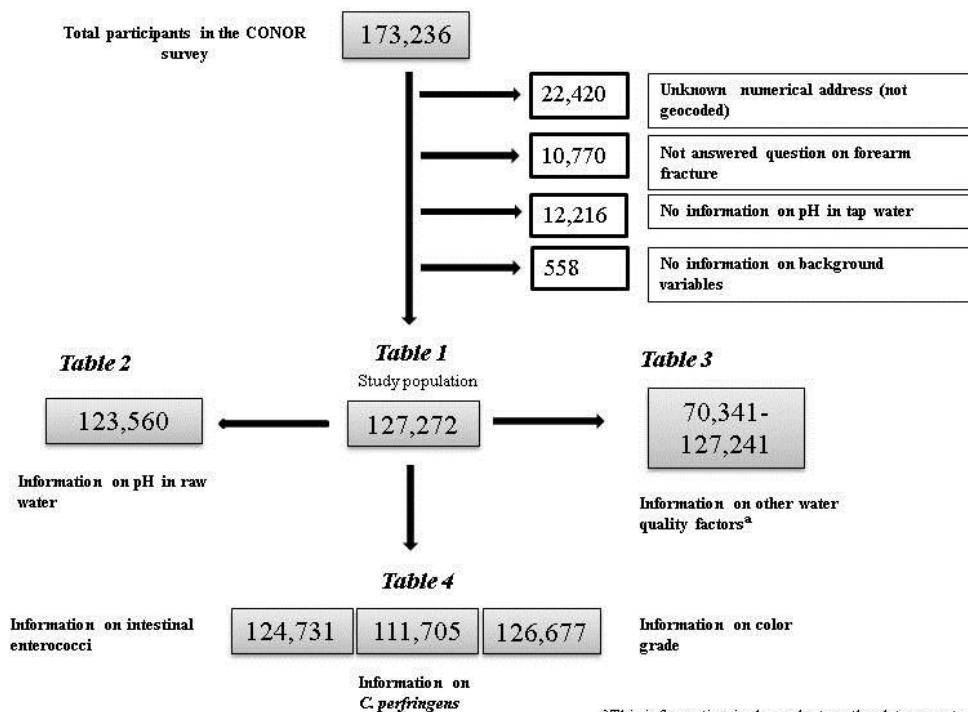 Total participants in the CONOR
survey
173,236
22,420
Unknown numerical address (not
geocoded)
10,770
Not answered question on forearm
fracture
12,216
No information on pH in tap water
558
No information on background
variables
Table 2
Table 1
Table 3
Study population
123,560
127,272
70,341-
127,241
Information on pH in raw
water
Information on other water
quality factorsª
Table 4
Information on intestinal
enterococci
124,731
111,705
126,677
Information on color
grade
Information on
C. perfringens